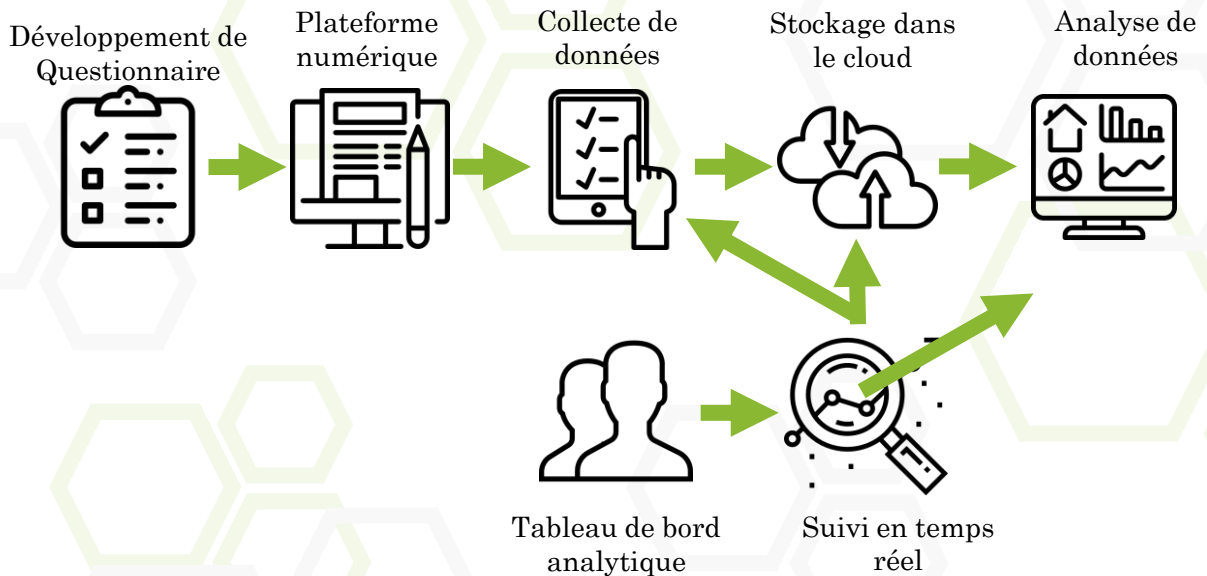 Développement de
Questionnaire
Plateforme
numérique
Collecte de
données
Stockage dans
le cloud
Analyse de
données
Tableau de bord
analytique
Suivi en temps
réel